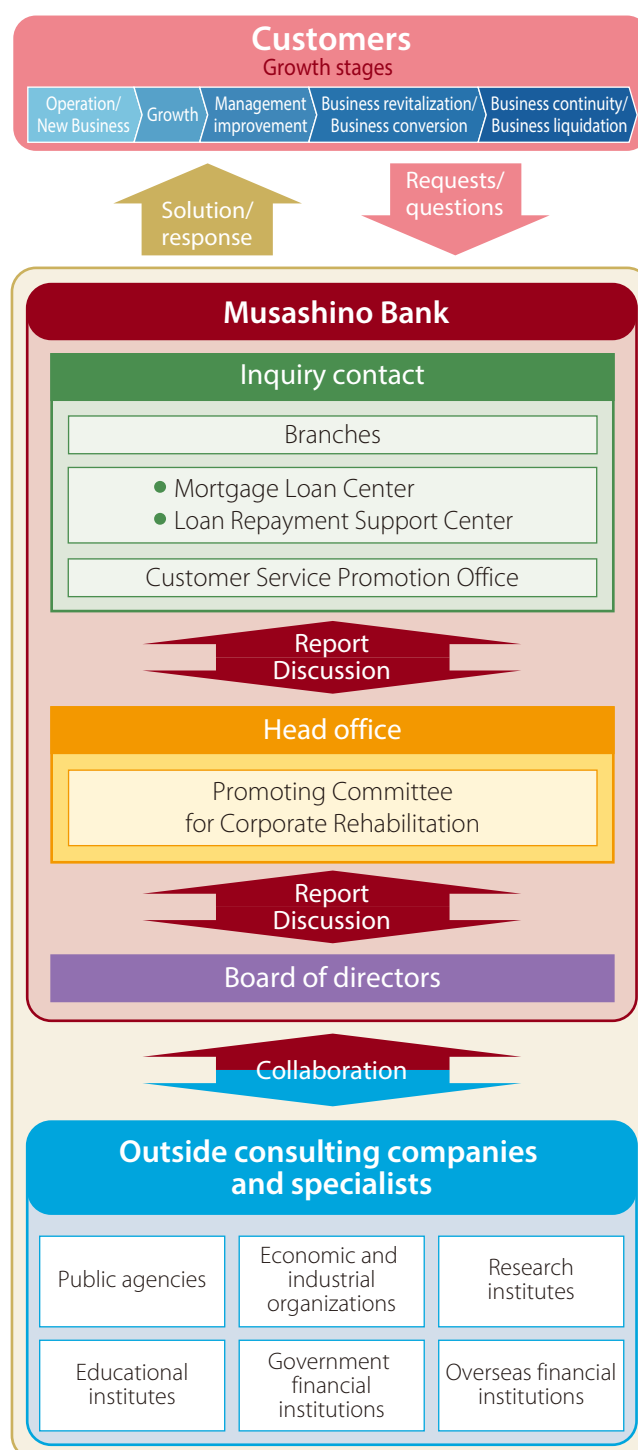 Customers
Growth stages
Operation/
New Business
Growth
Management
improvement
Business revitalization/
Business conversion
Business continuity/
Business liquidation
Solution/
response
Requests/
questions
Musashino Bank
Inquiry contact
Branches
• Mortgage Loan Center
• Loan Repayment Support Center
Customer Service Promotion Office
Report
Discussion
Head office
Promoting Committee
for Corporate Rehabilitation
Report
Discussion
Board of directors
Collaboration
Outside consulting companies
and specialists
Public agencies
Economic and
industrial
organizations
Research
institutes
Educational
institutes
Government
financial
institutions
Overseas financial
institutions